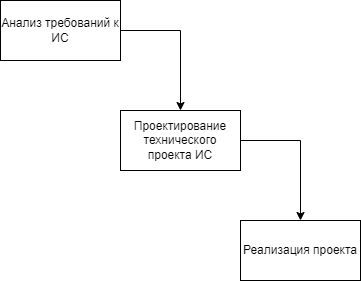 Анализ требований к
ИС
Проектирование
технического
проекта ИС
Реализация проекта